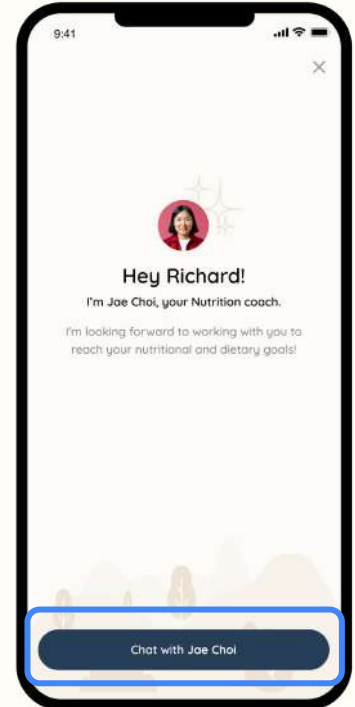 9:41
Hey Richard!
I'm Jae Choi, your Nutrition coach.
I'm looking forward to working with you to
reach your nutritional and dietary goals!
Chat with Jae Choi